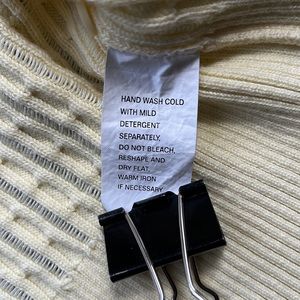 HAND WASH COLD
WITH MILD
DETERGENT
SEPARATELY,
DO NOT BLEACH,
RESHAPE AND
DRY FLAT,
WARM IRON
IF NECESSARY